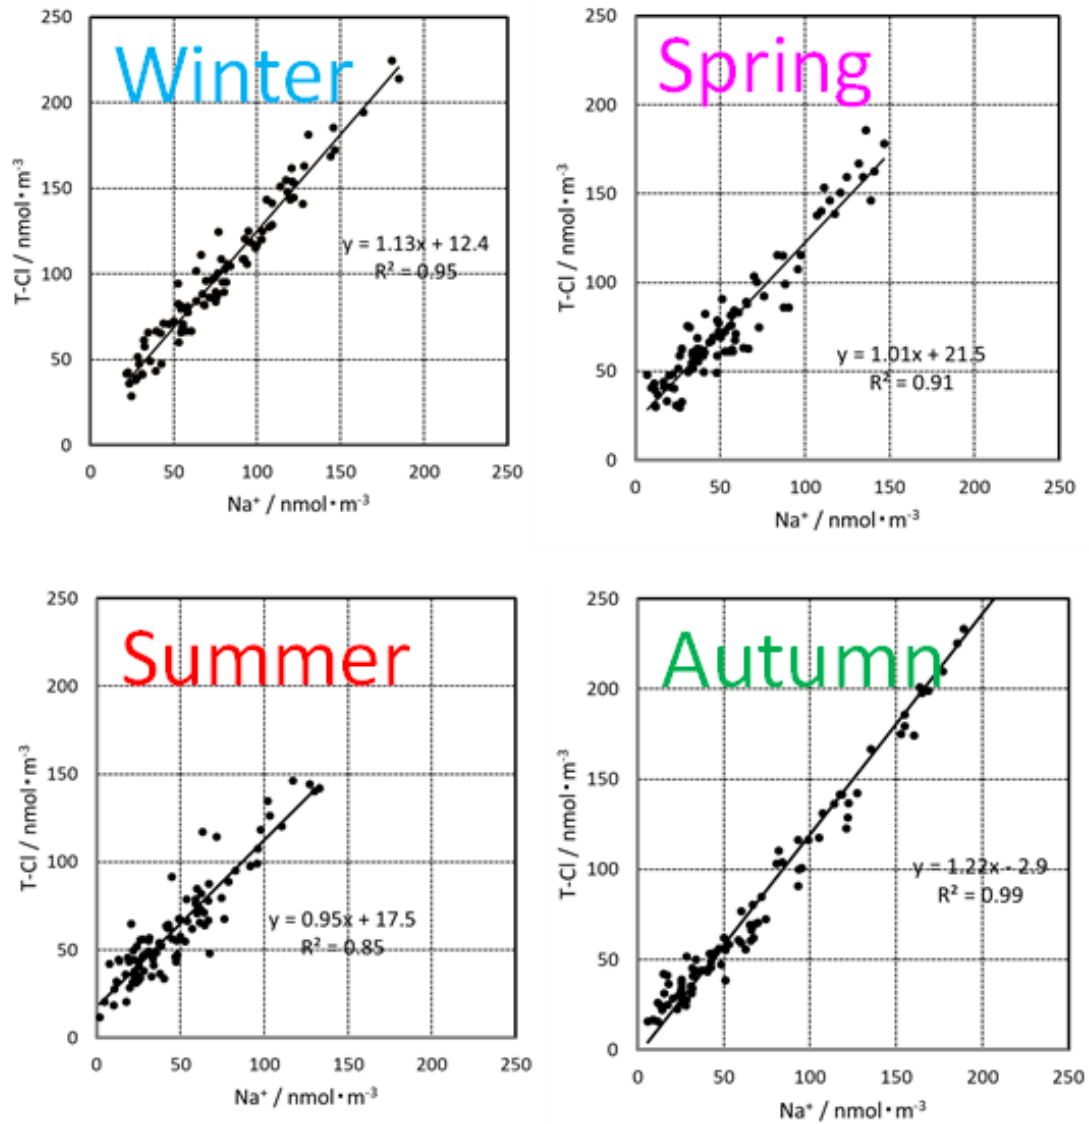 Winter
250
200
150
100
50
0
T-Cl / nmol・m-3
y = 1.13x + 12.4
R² = 0.95
0 50 100 150 200 250
Na⁺ / nmol・m-3
Spring
250
200
150
100
50
0
T-Cl / nmol・m-3
y = 1.01x + 21.5
R² = 0.91
0 50 100 150 200 250
Na⁺ / nmol・m-3
Summer
250
200
150
100
50
0
T-Cl / nmol・m-3
y = 0.95x + 17.5
R² = 0.85
0 50 100 150 200 250
Na⁺ / nmol・m-3
Autumn
250
200
150
100
50
0
T-Cl / nmol・m-3
y = 1.22x - 2.9
R² = 0.99
0 50 100 150 200 250
Na⁺ / nmol・m-3